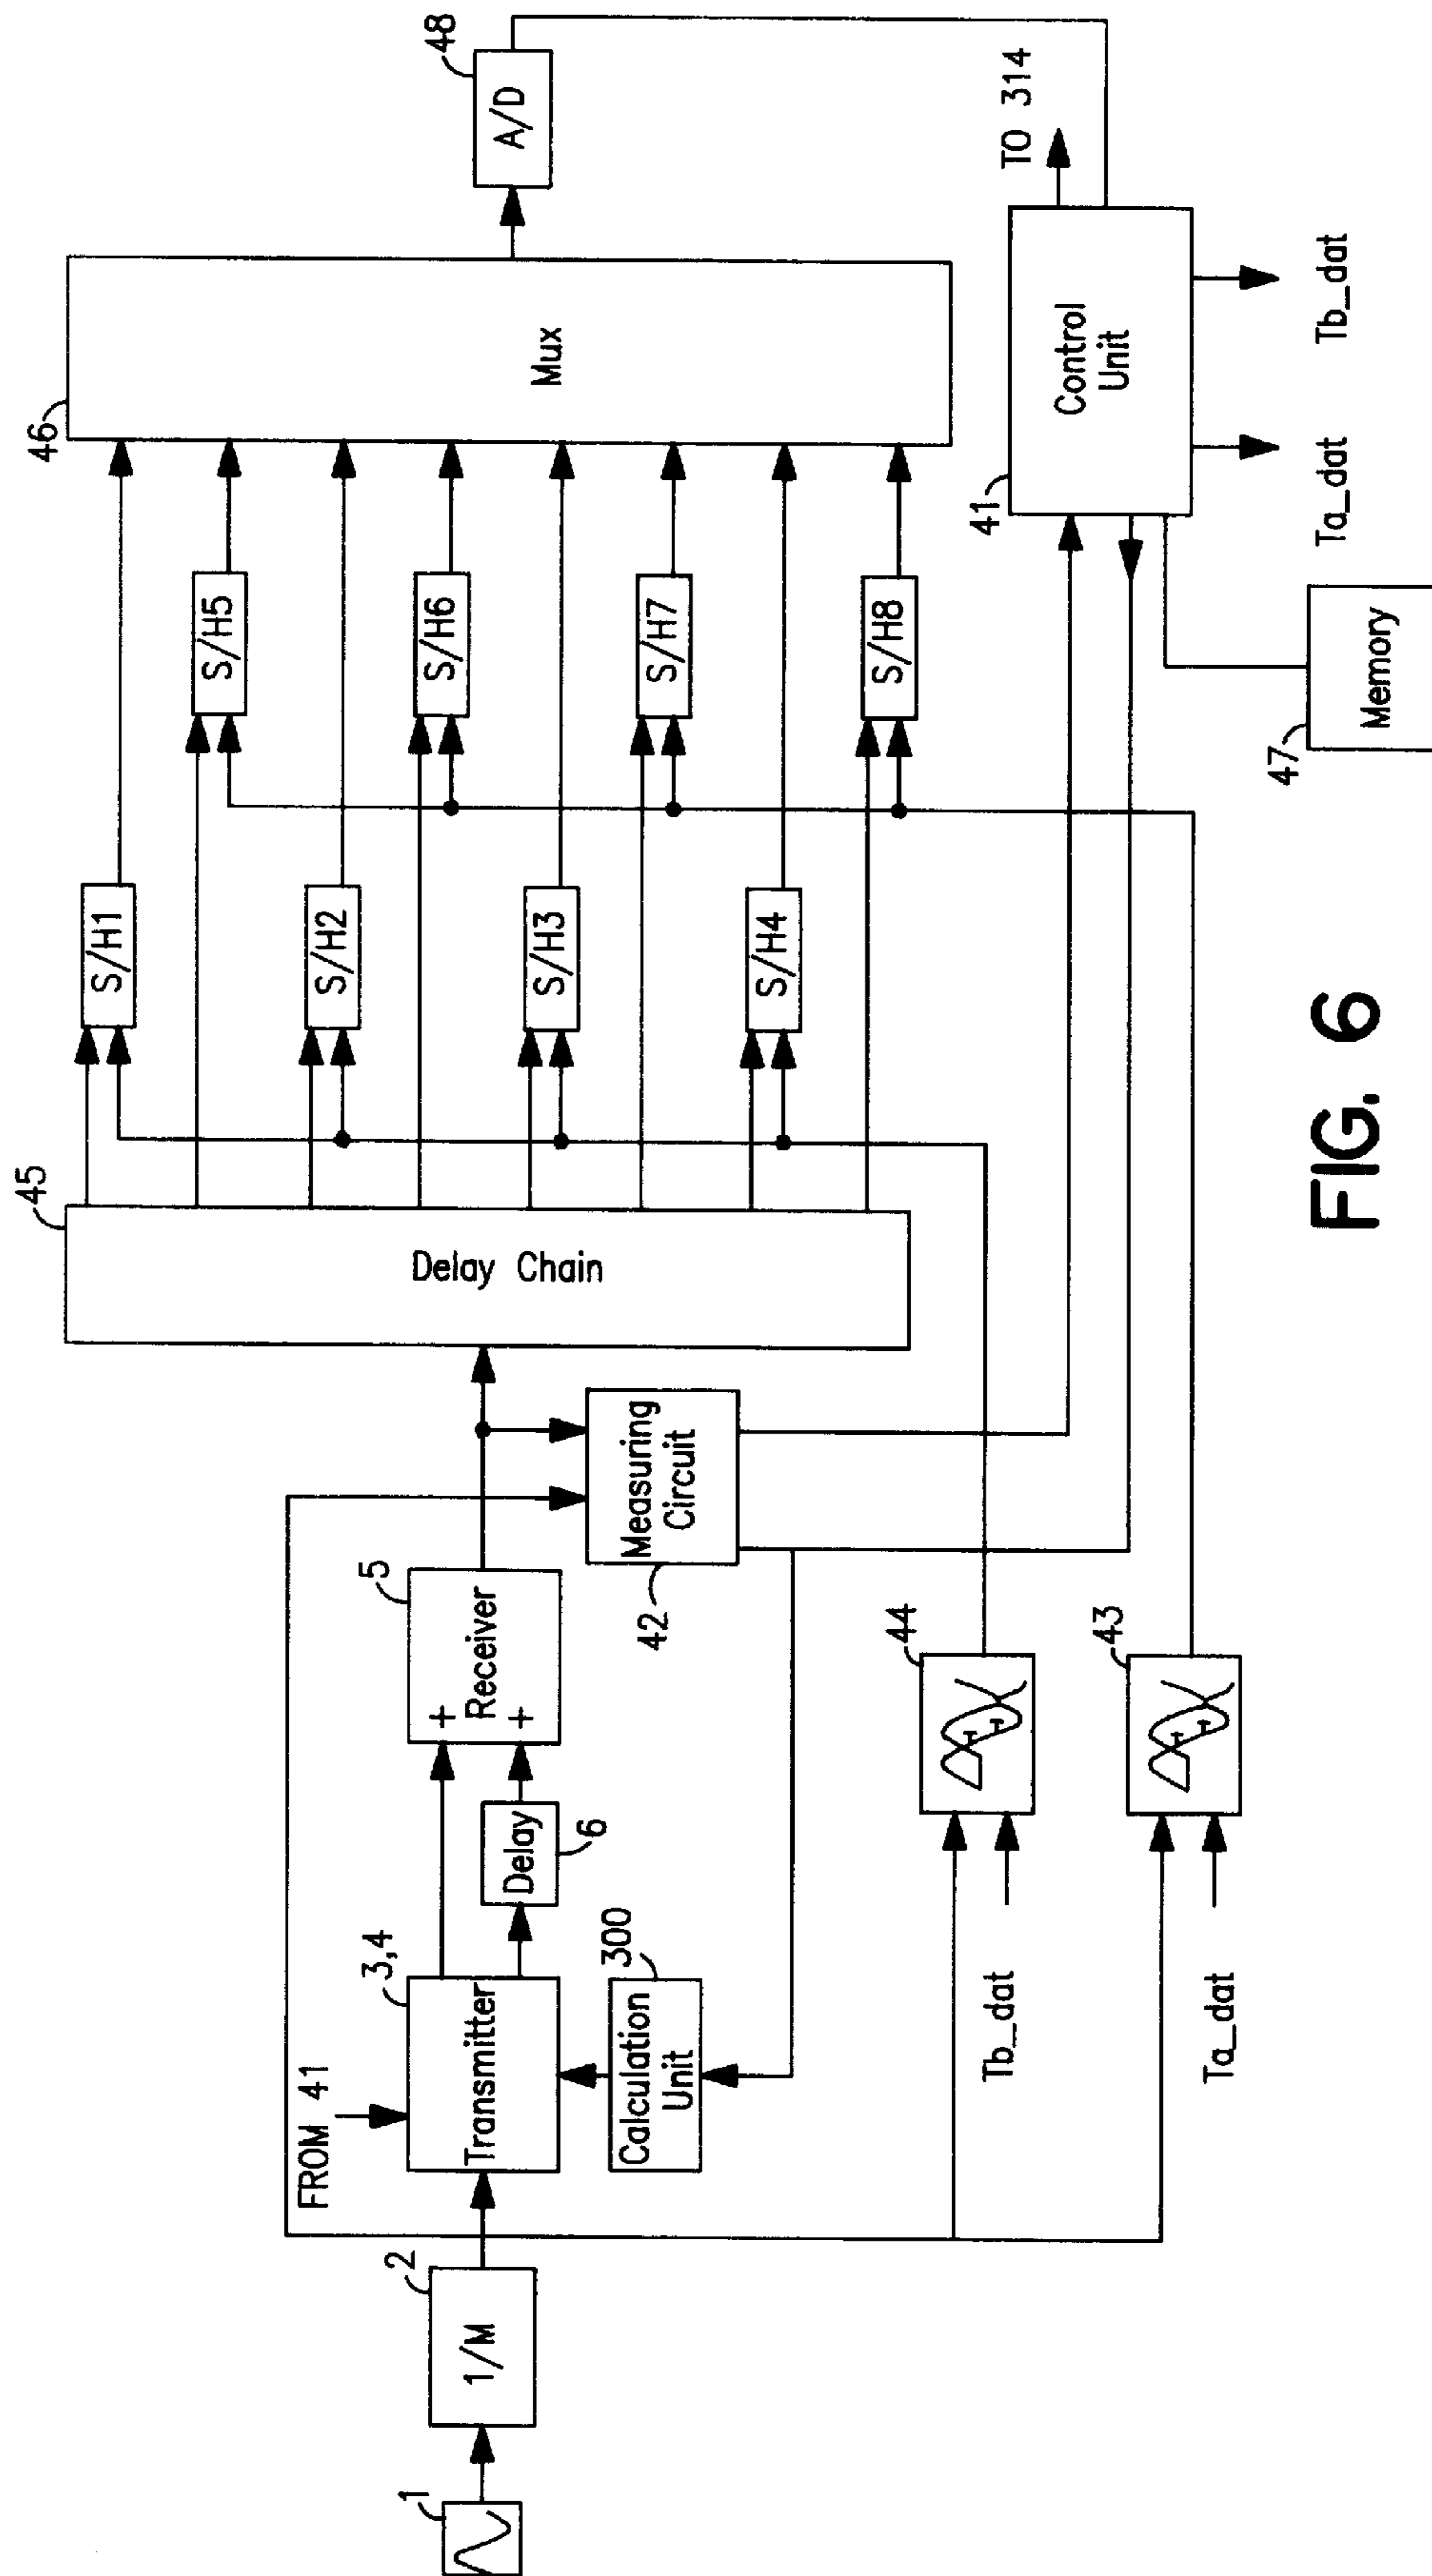 1
1/M
2
FROM 41
Transmitter
3,4
Calculation
Unit
300
Delay
6
+
+
Receiver
5
Measuring
Circuit
42
Tb_dat
44
Ta_dat
43
Delay Chain
45
S/H1
S/H2
S/H3
S/H4
S/H5
S/H6
S/H7
S/H8
Mux
46
A/D
48
Control
Unit
41
TO 314
Ta_dat
Tb_dat
Memory
47
FIG. 6